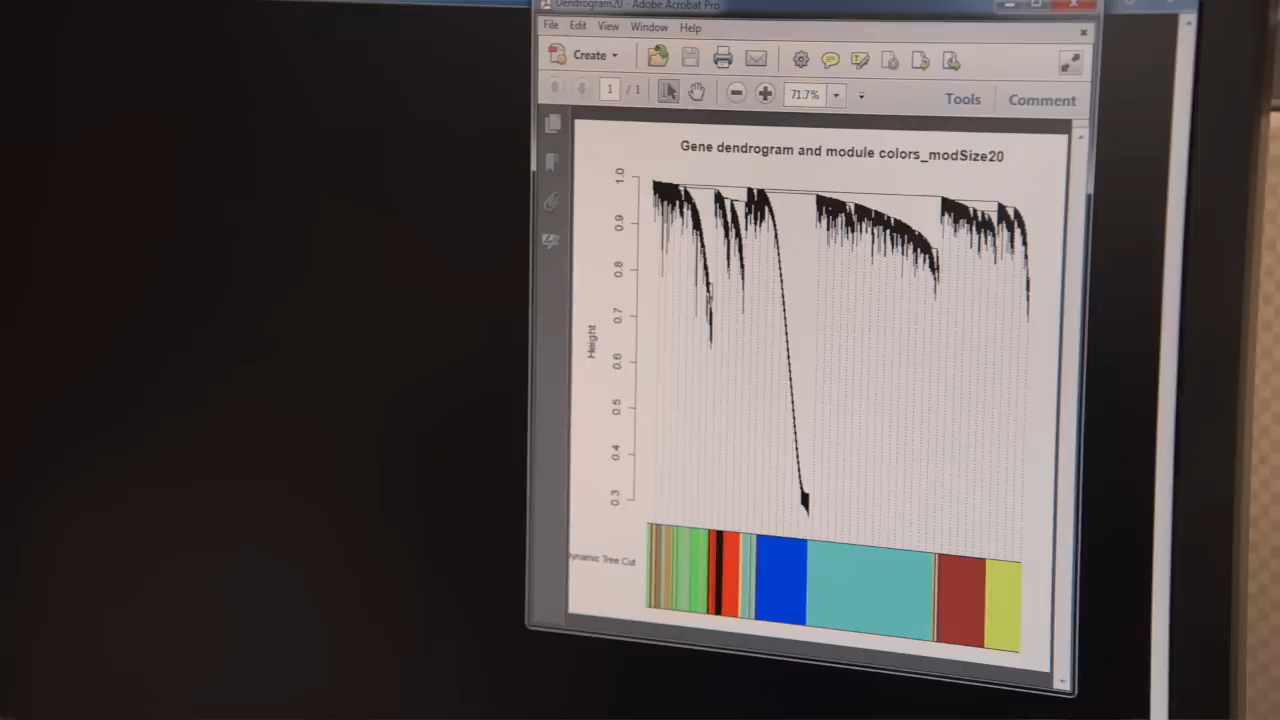 Dendrogram20 - Adobe Acrobat Pro
File Edit View Window Help
Create
1 / 1 71.7% Tools Comment
Gene dendrogram and module colors_modSize20
1.0
0.9
0.8
0.7
0.6
0.5
0.4
0.3
Height
Dynamic Tree Cut